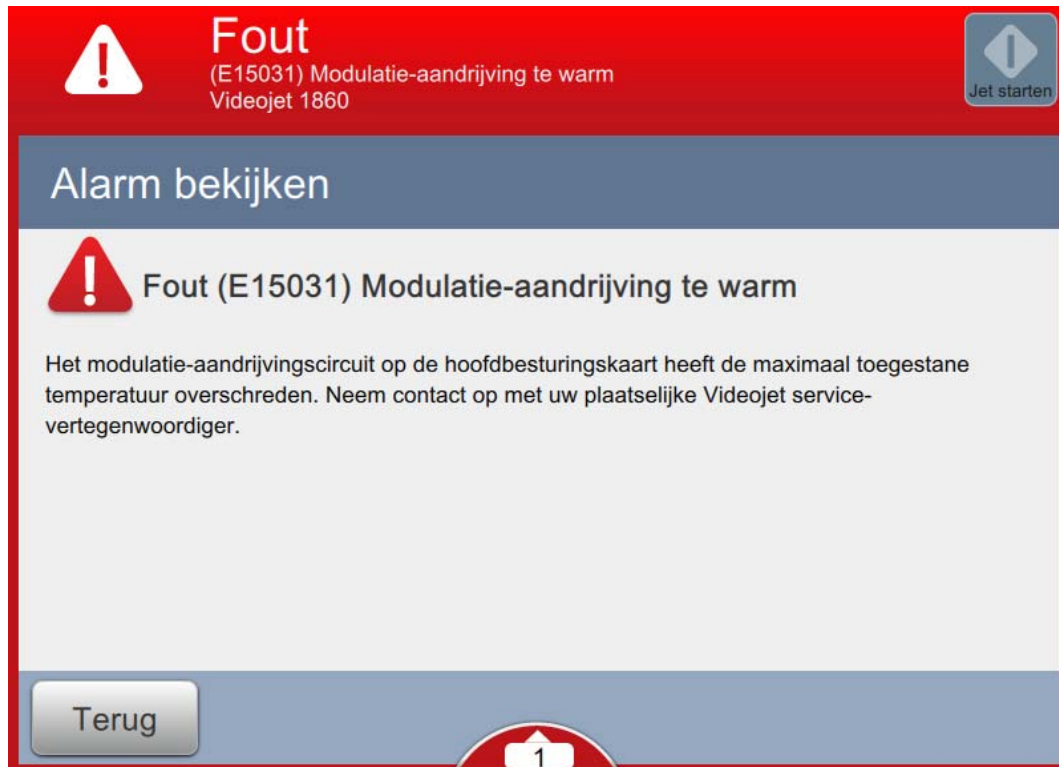 Fout
(E15031) Modulatie-aandrijving te warm
Videojet 1860
Jet starten
Alarm bekijken
Fout (E15031) Modulatie-aandrijving te warm
Het modulatie-aandrijvingscircuit op de hoofdbesturingskaart heeft de maximaal toegestane
temperatuur overschreden. Neem contact op met uw plaatselijke Videojet service-
vertegenwoordiger.
Terug
1